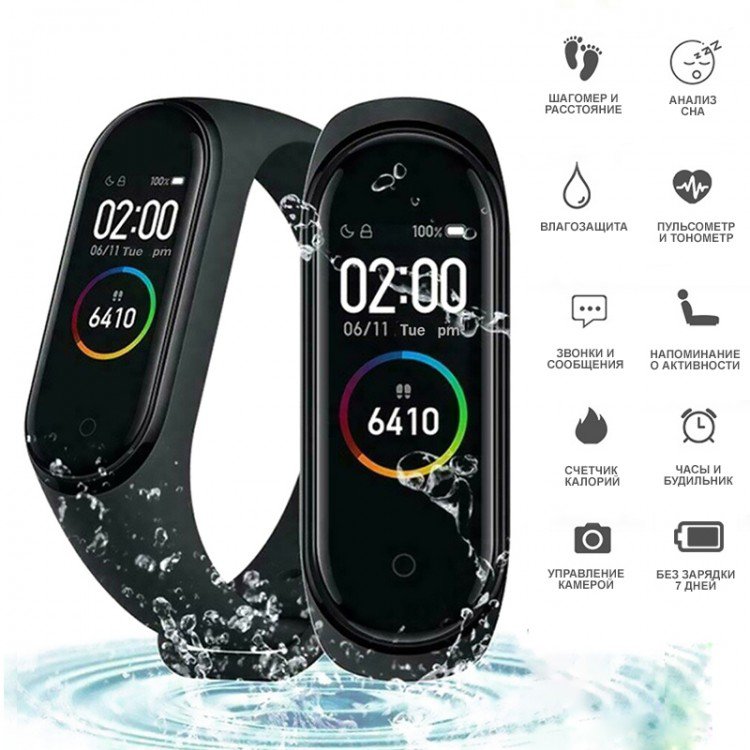 100%
02:00
06/11 Tue pm
6410
100%
02:00
06/11 Tue pm
6410
ШАГОМЕР И
РАССТОЯНИЕ
zzZ
АНАЛИЗ
СНА
ВЛАГОЗАЩИТА
ПУЛЬСОМЕТР
И ТОНОМЕТР
ЗВОНКИ И
СООБЩЕНИЯ
НАПОМИНАНИЕ
О АКТИВНОСТИ
СЧЕТЧИК
КАЛОРИЙ
ЧАСЫ И
БУДИЛЬНИК
УПРАВЛЕНИЕ
КАМЕРОЙ
БЕЗ ЗАРЯДКИ
7 ДНЕЙ